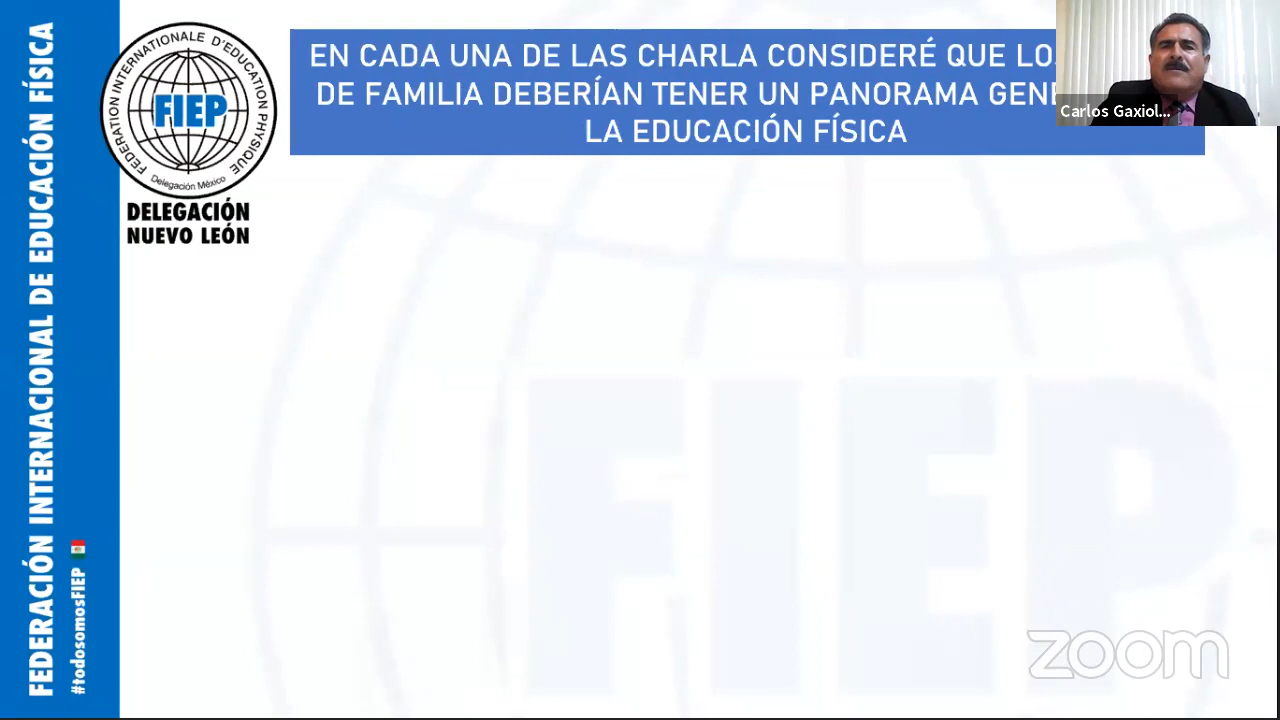 FEDERACIÓN INTERNACIONAL DE EDUCACIÓN FÍSICA
#todosomosFIEP
FEDERATION INTERNATIONALE D'EDUCATION PHYSIQUE
FIEP
Delegación México
DELEGACIÓN
NUEVO LEÓN
EN CADA UNA DE LAS CHARLA CONSIDERÉ QUE LO
DE FAMILIA DEBERÍAN TENER UN PANORAMA GENE
LA EDUCACIÓN FÍSICA
Carlos Gaxiol...
FIEP
zoom